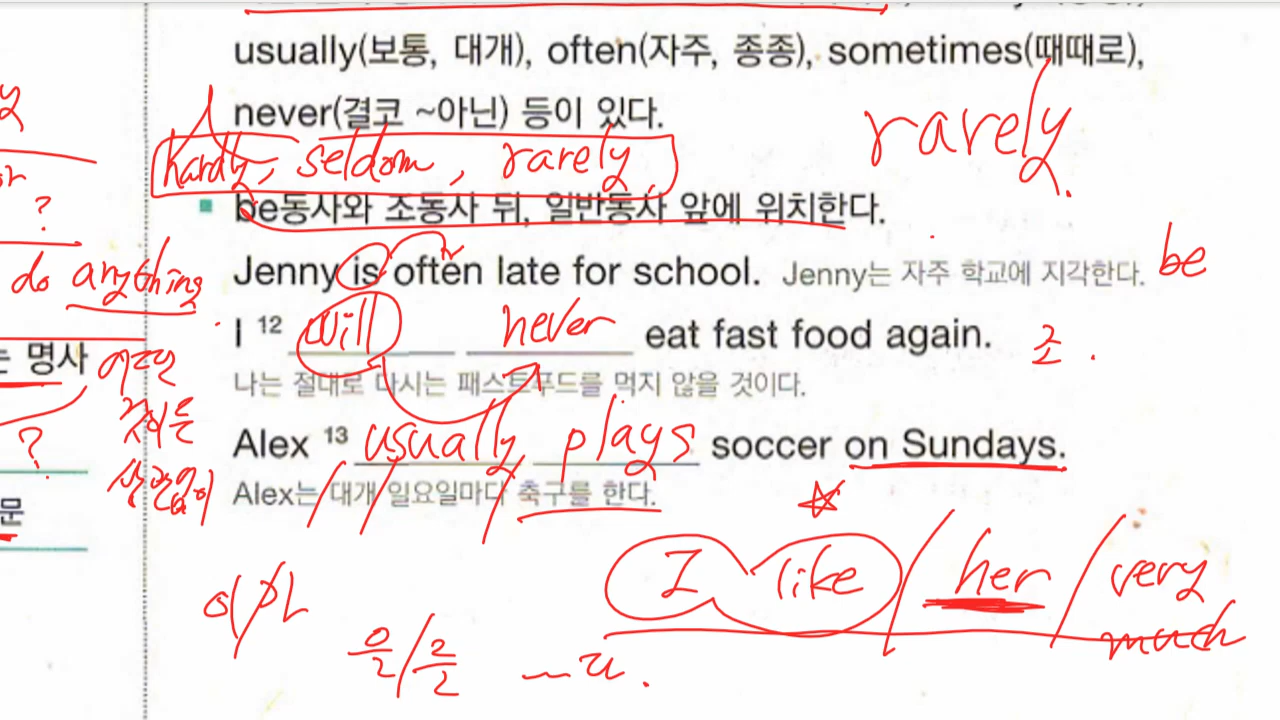 usually(보통, 대개), often(자주, 종종), sometimes(때때로),
never(결코 ~아닌) 등이 있다.
rarely.
hardly, seldom, rarely
be동사와 조동사 뒤, 일반동사 앞에 위치한다.
do anything
Jenny is often late for school. Jenny는 자주 학교에 지각한다. be
I 12 will never eat fast food again. 조.
는 명사
나는 절대로 다시는 패스트푸드를 먹지 않을 것이다.
?
Alex 13 usually plays soccer on Sundays.
Alex는 대개 일요일마다 축구를 한다.
문
I like / her / very much
을/를